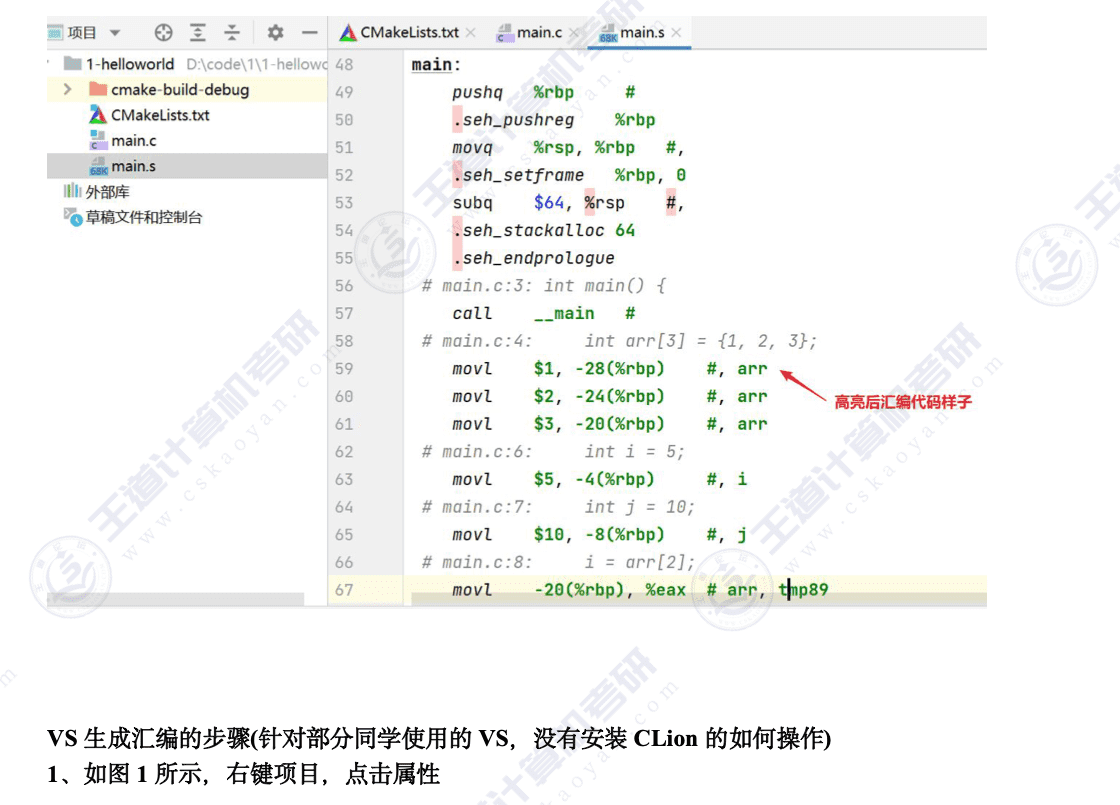 项目
CMakeLists.txt
main.c
main.s
1-helloworld D:\code\1\1-hellowo
cmake-build-debug
CMakeLists.txt
main.c
main.s
外部库
草稿文件和控制台
48 main:
49 pushq %rbp #
50 .seh_pushreg %rbp
51 movq %rsp, %rbp #,
52 .seh_setframe %rbp, 0
53 subq $64, %rsp #,
54 .seh_stackalloc 64
55 .seh_endprologue
56 # main.c:3: int main() {
57 call __main #
58 # main.c:4: int arr[3] = {1, 2, 3};
59 movl $1, -28(%rbp) #, arr
60 movl $2, -24(%rbp) #, arr
61 movl $3, -20(%rbp) #, arr
62 # main.c:6: int i = 5;
63 movl $5, -4(%rbp) #, i
64 # main.c:7: int j = 10;
65 movl $10, -8(%rbp) #, j
66 # main.c:8: i = arr[2];
67 movl -20(%rbp), %eax # arr, tmp89
高亮后汇编代码样子
VS 生成汇编的步骤(针对部分同学使用的 VS，没有安装 CLion 的如何操作)
1、如图 1 所示，右键项目，点击属性
王道计算机考研
www.cskaoyan.com